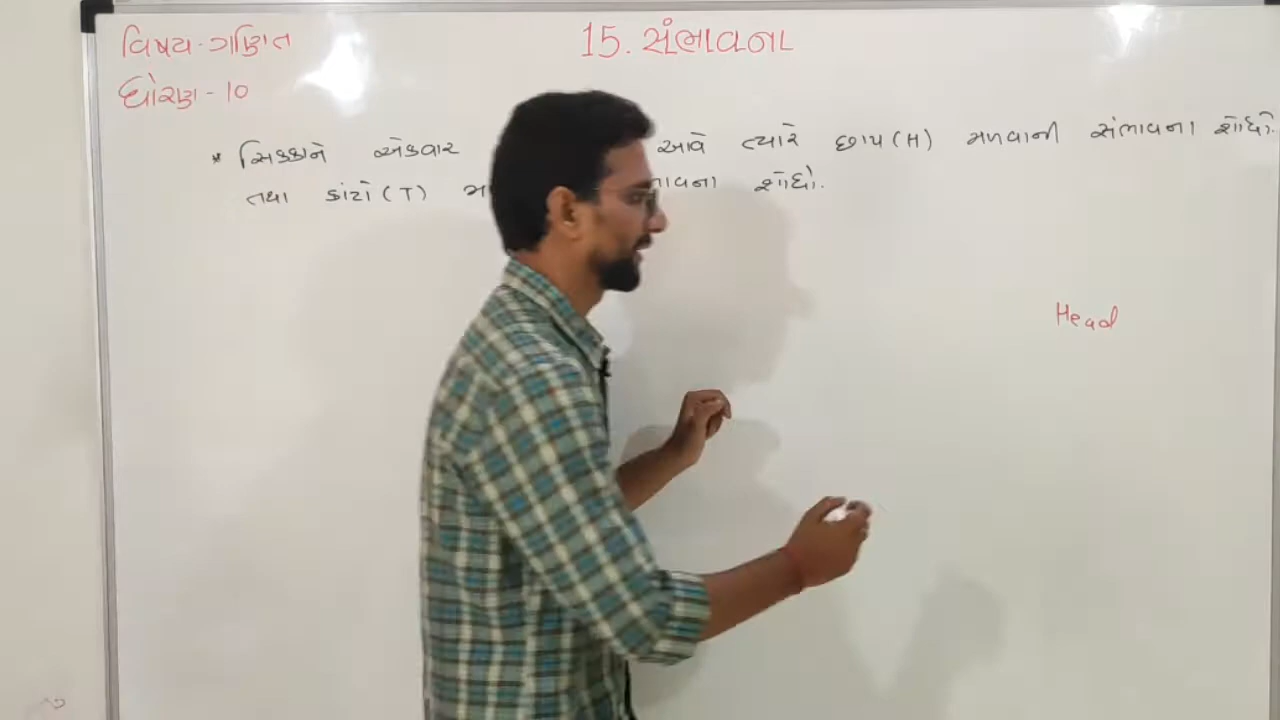 વિષય-ગણિત
ધોરણ-10
15. સંભાવના
* સિક્કાને એકવાર આવે ત્યારે છાપ(H) મળવાની સંભાવના શોધો.
તથા કાંટો(T) શોધો.
Head